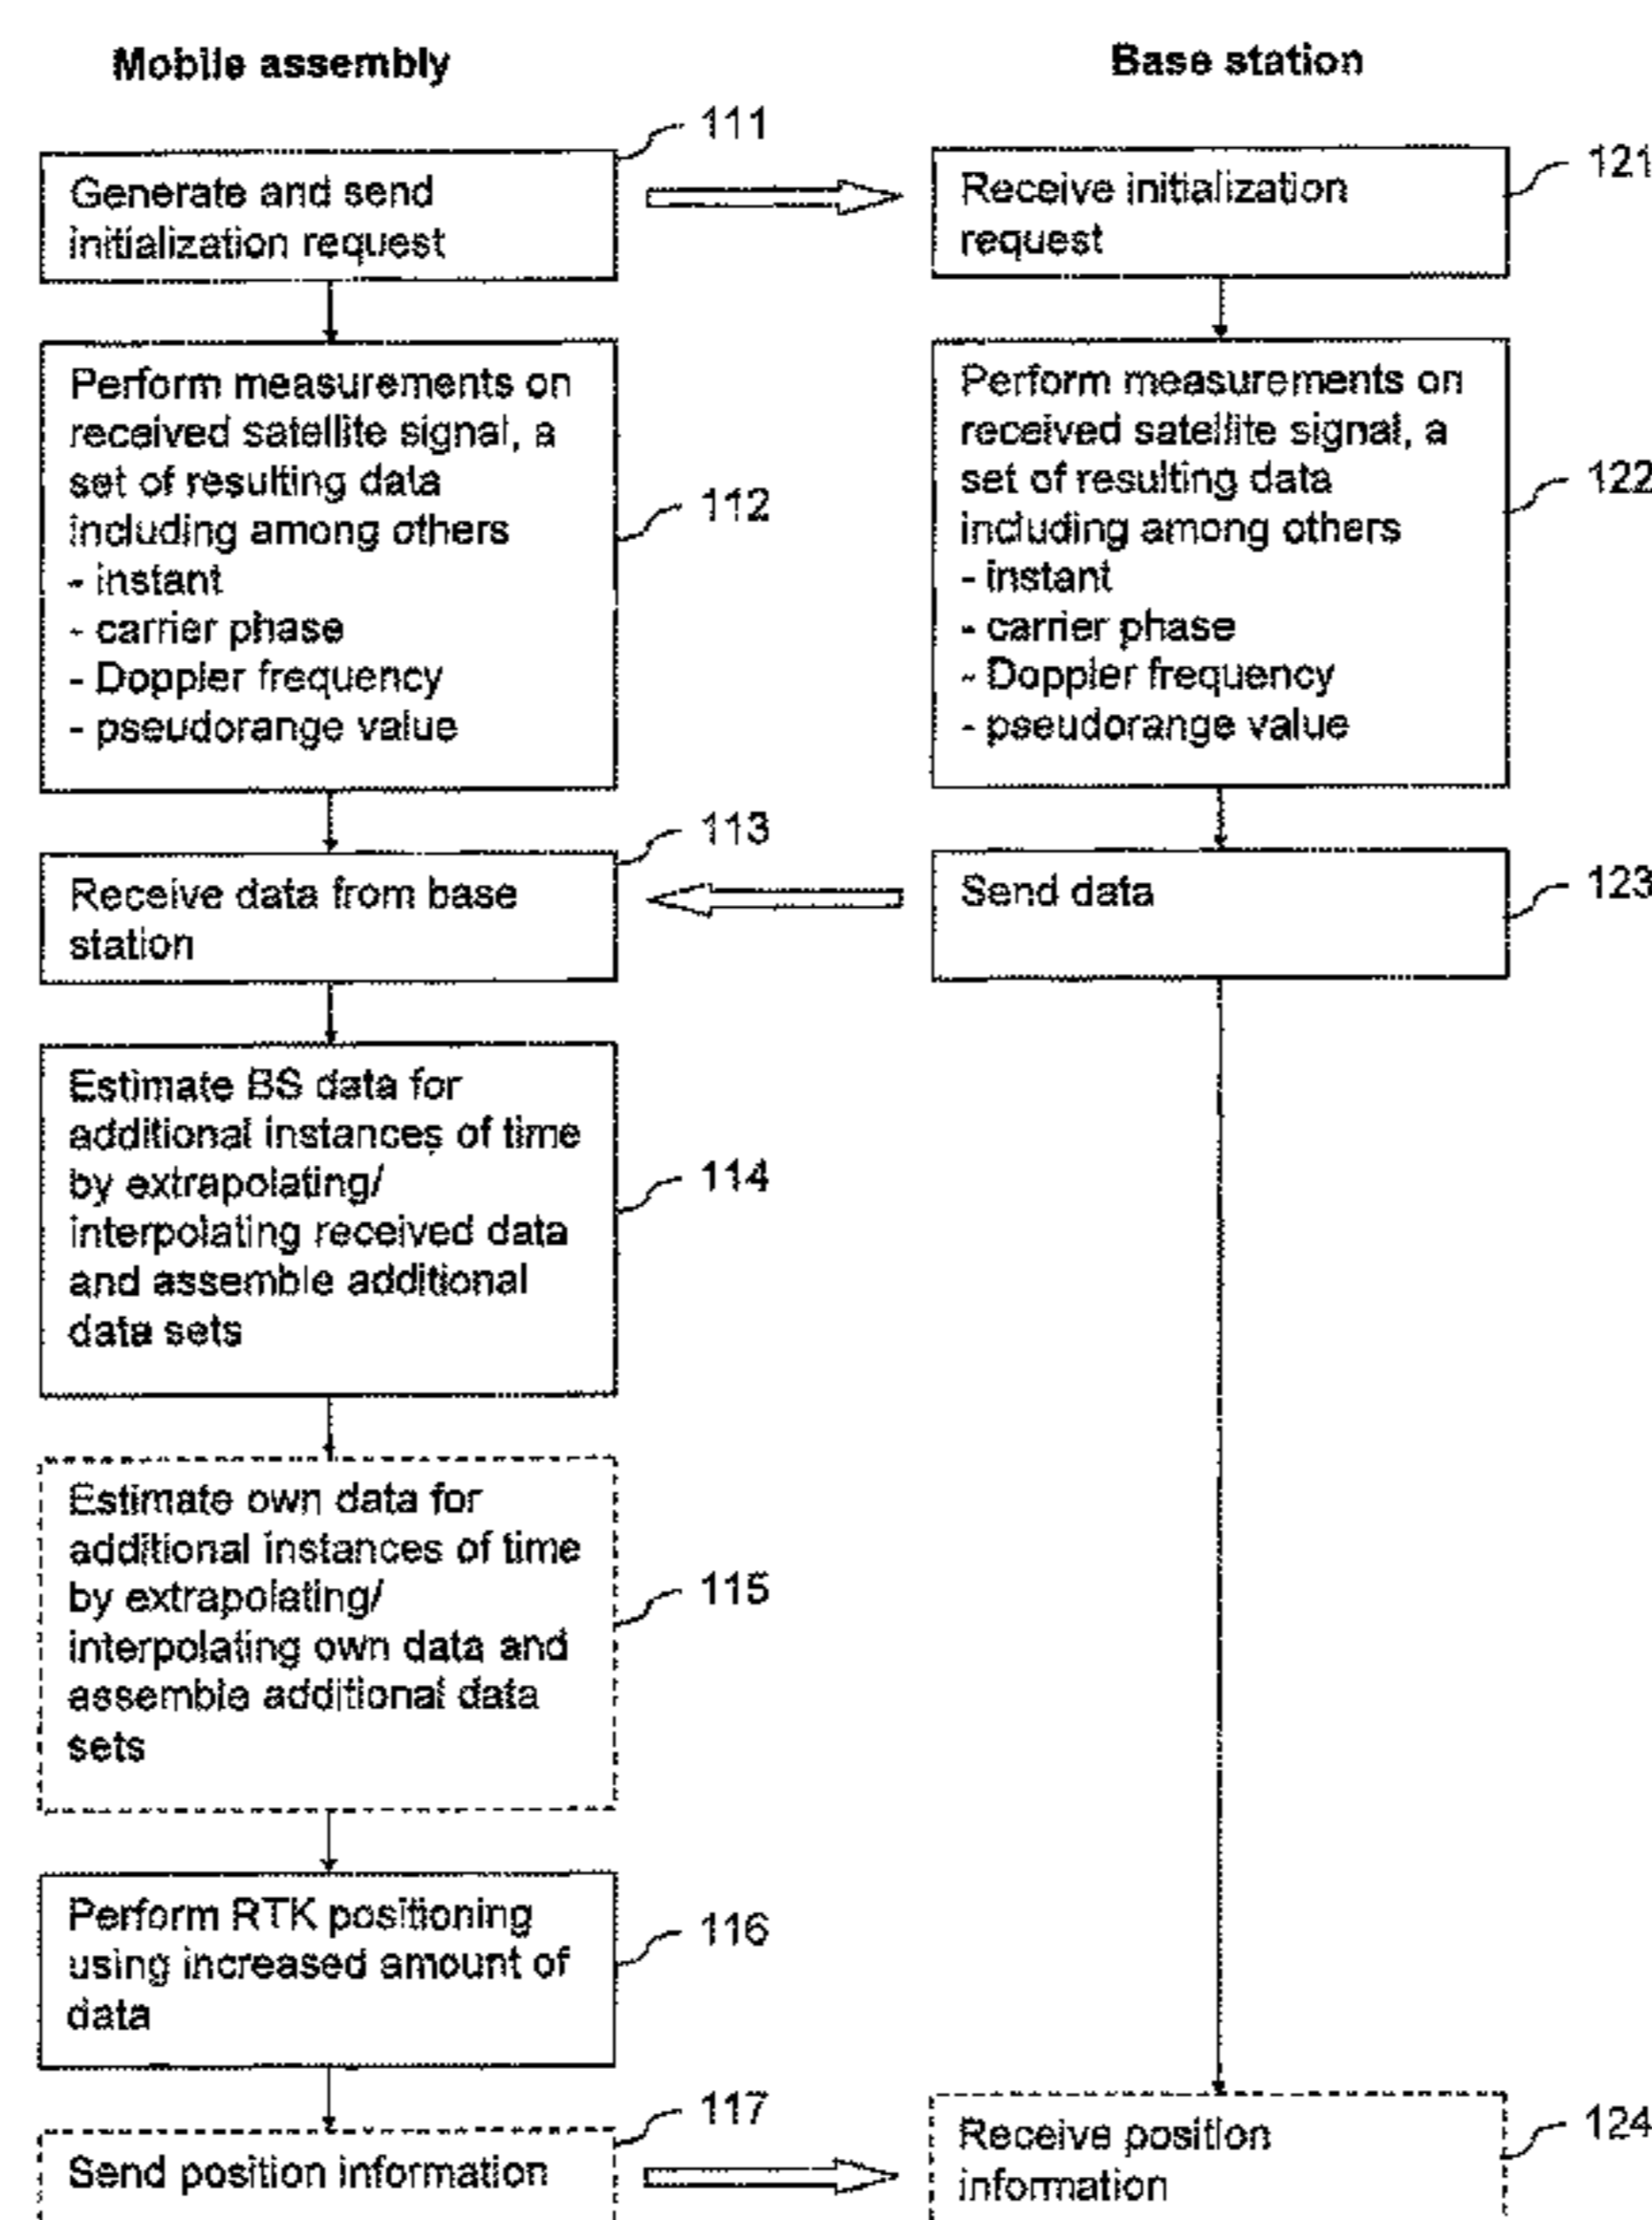 Mobile assembly
Base station
111
Generate and send
initialization request
121
Receive initialization
request
112
Perform measurements on
received satellite signal, a
set of resulting data
including among others
- instant
- carrier phase
- Doppler frequency
- pseudorange value
122
Perform measurements on
received satellite signal, a
set of resulting data
including among others
- instant
- carrier phase
- Doppler frequency
- pseudorange value
113
Receive data from base
station
123
Send data
114
Estimate BS data for
additional instances of time
by extrapolating/
interpolating received data
and assemble additional
data sets
115
Estimate own data for
additional instances of time
by extrapolating/
interpolating own data and
assemble additional data
sets
116
Perform RTK positioning
using increased amount of
data
117
Send position information
124
Receive position
information